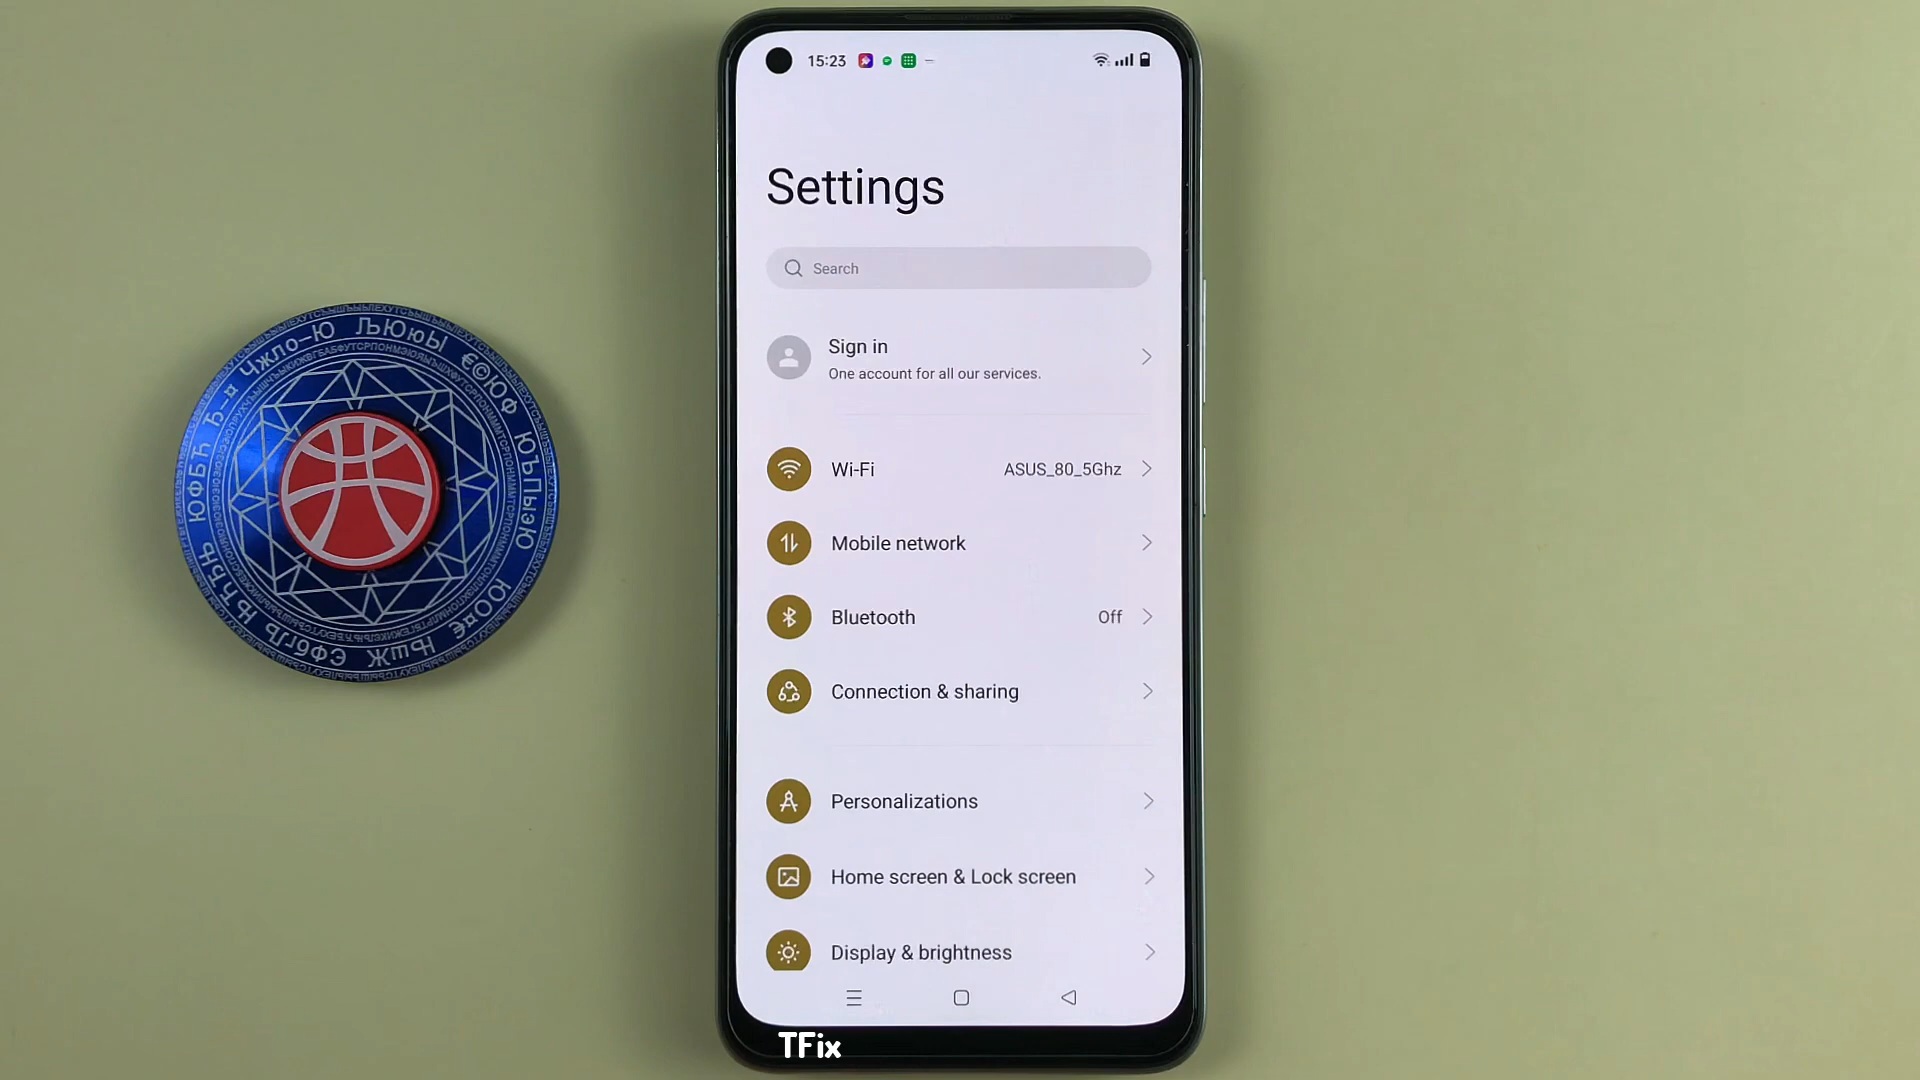 15:23
Settings
Search
Sign in
One account for all our services.
Wi-Fi
ASUS_80_5Ghz
Mobile network
Bluetooth
Off
Connection & sharing
Personalizations
Home screen & Lock screen
Display & brightness
TFix